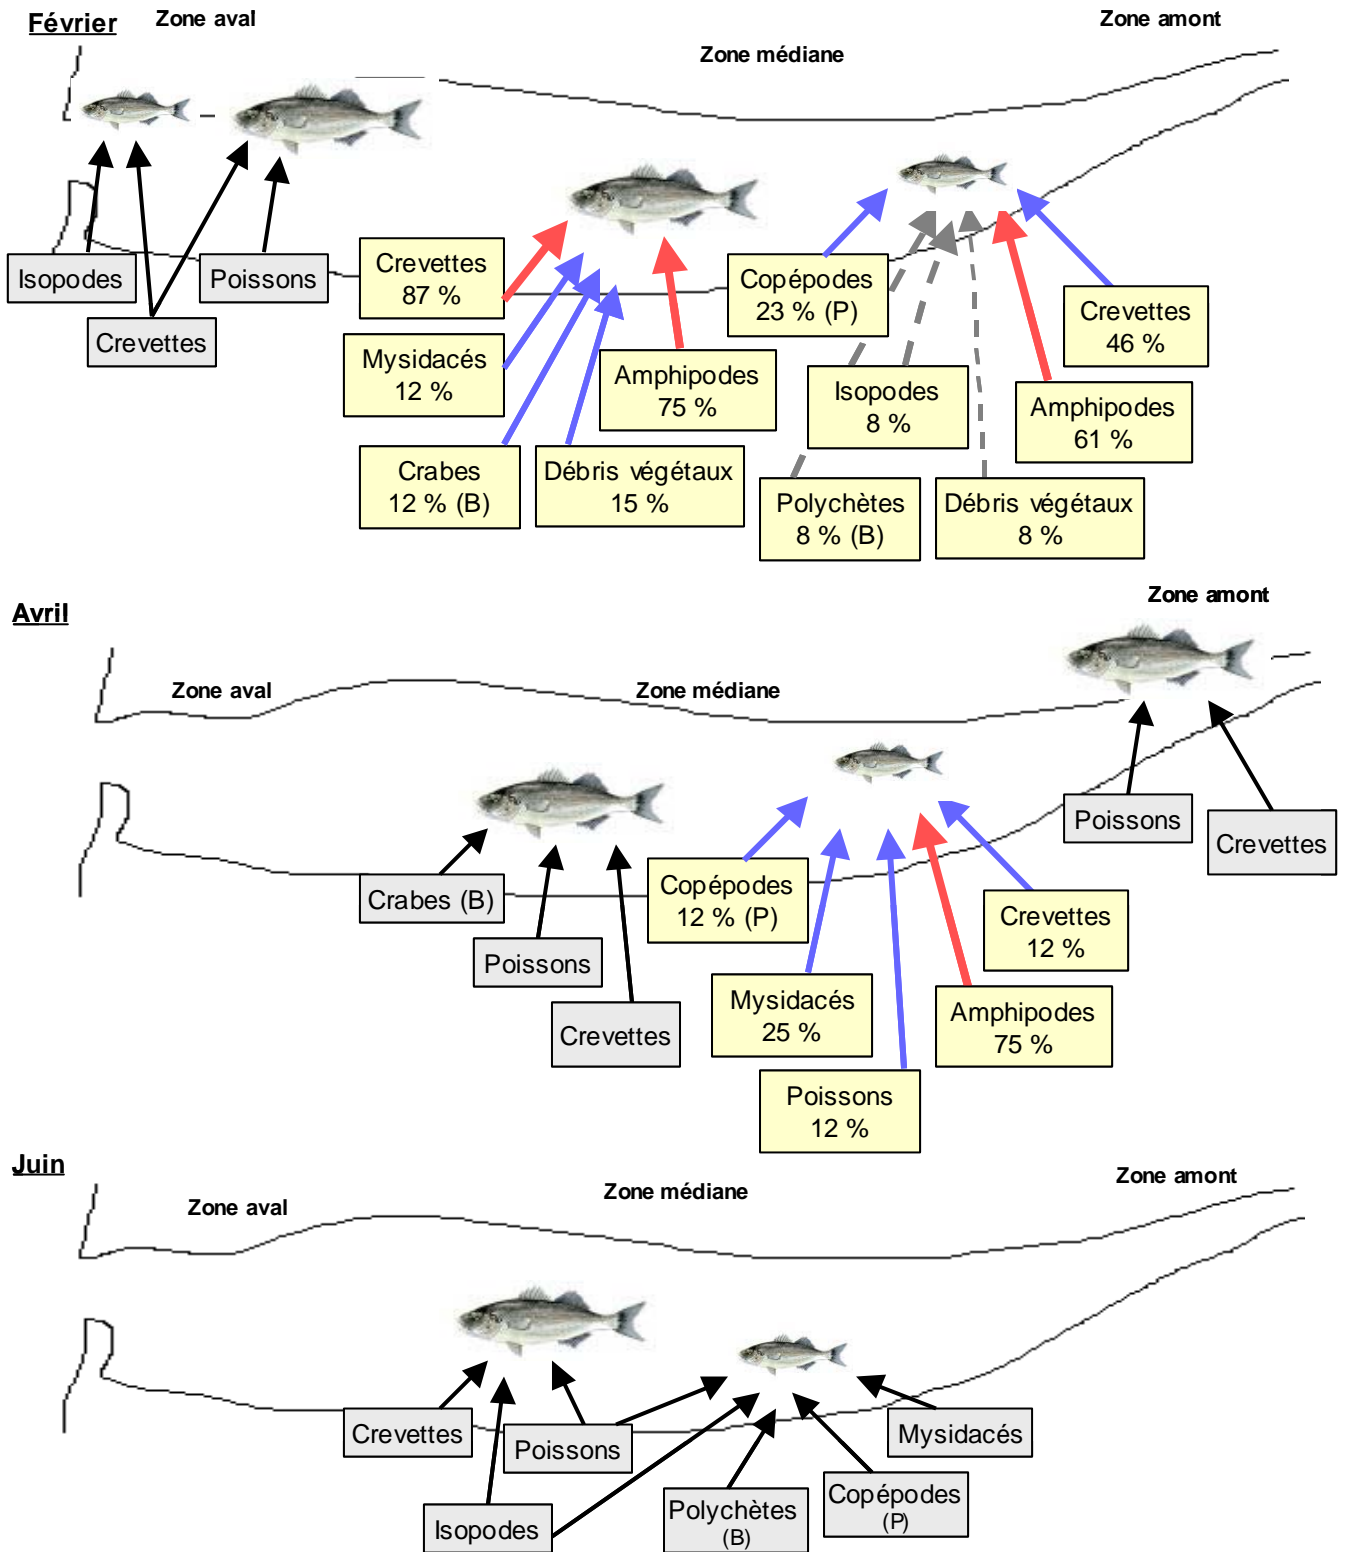 Février
Zone aval
Zone médiane
Zone amont
Isopodes
Crevettes
Poissons
Crevettes
87 %
Mysidacés
12 %
Crabes
12 % (B)
Débris végétaux
15 %
Amphipodes
75 %
Copépodes
23 % (P)
Isopodes
8 %
Polychètes
8 % (B)
Débris végétaux
8 %
Amphipodes
61 %
Crevettes
46 %
Avril
Zone aval
Zone médiane
Zone amont
Crabes (B)
Poissons
Crevettes
Copépodes
12 % (P)
Mysidacés
25 %
Poissons
12 %
Amphipodes
75 %
Crevettes
12 %
Poissons
Crevettes
Juin
Zone aval
Zone médiane
Zone amont
Crevettes
Isopodes
Poissons
Polychètes
(B)
Copépodes
(P)
Mysidacés